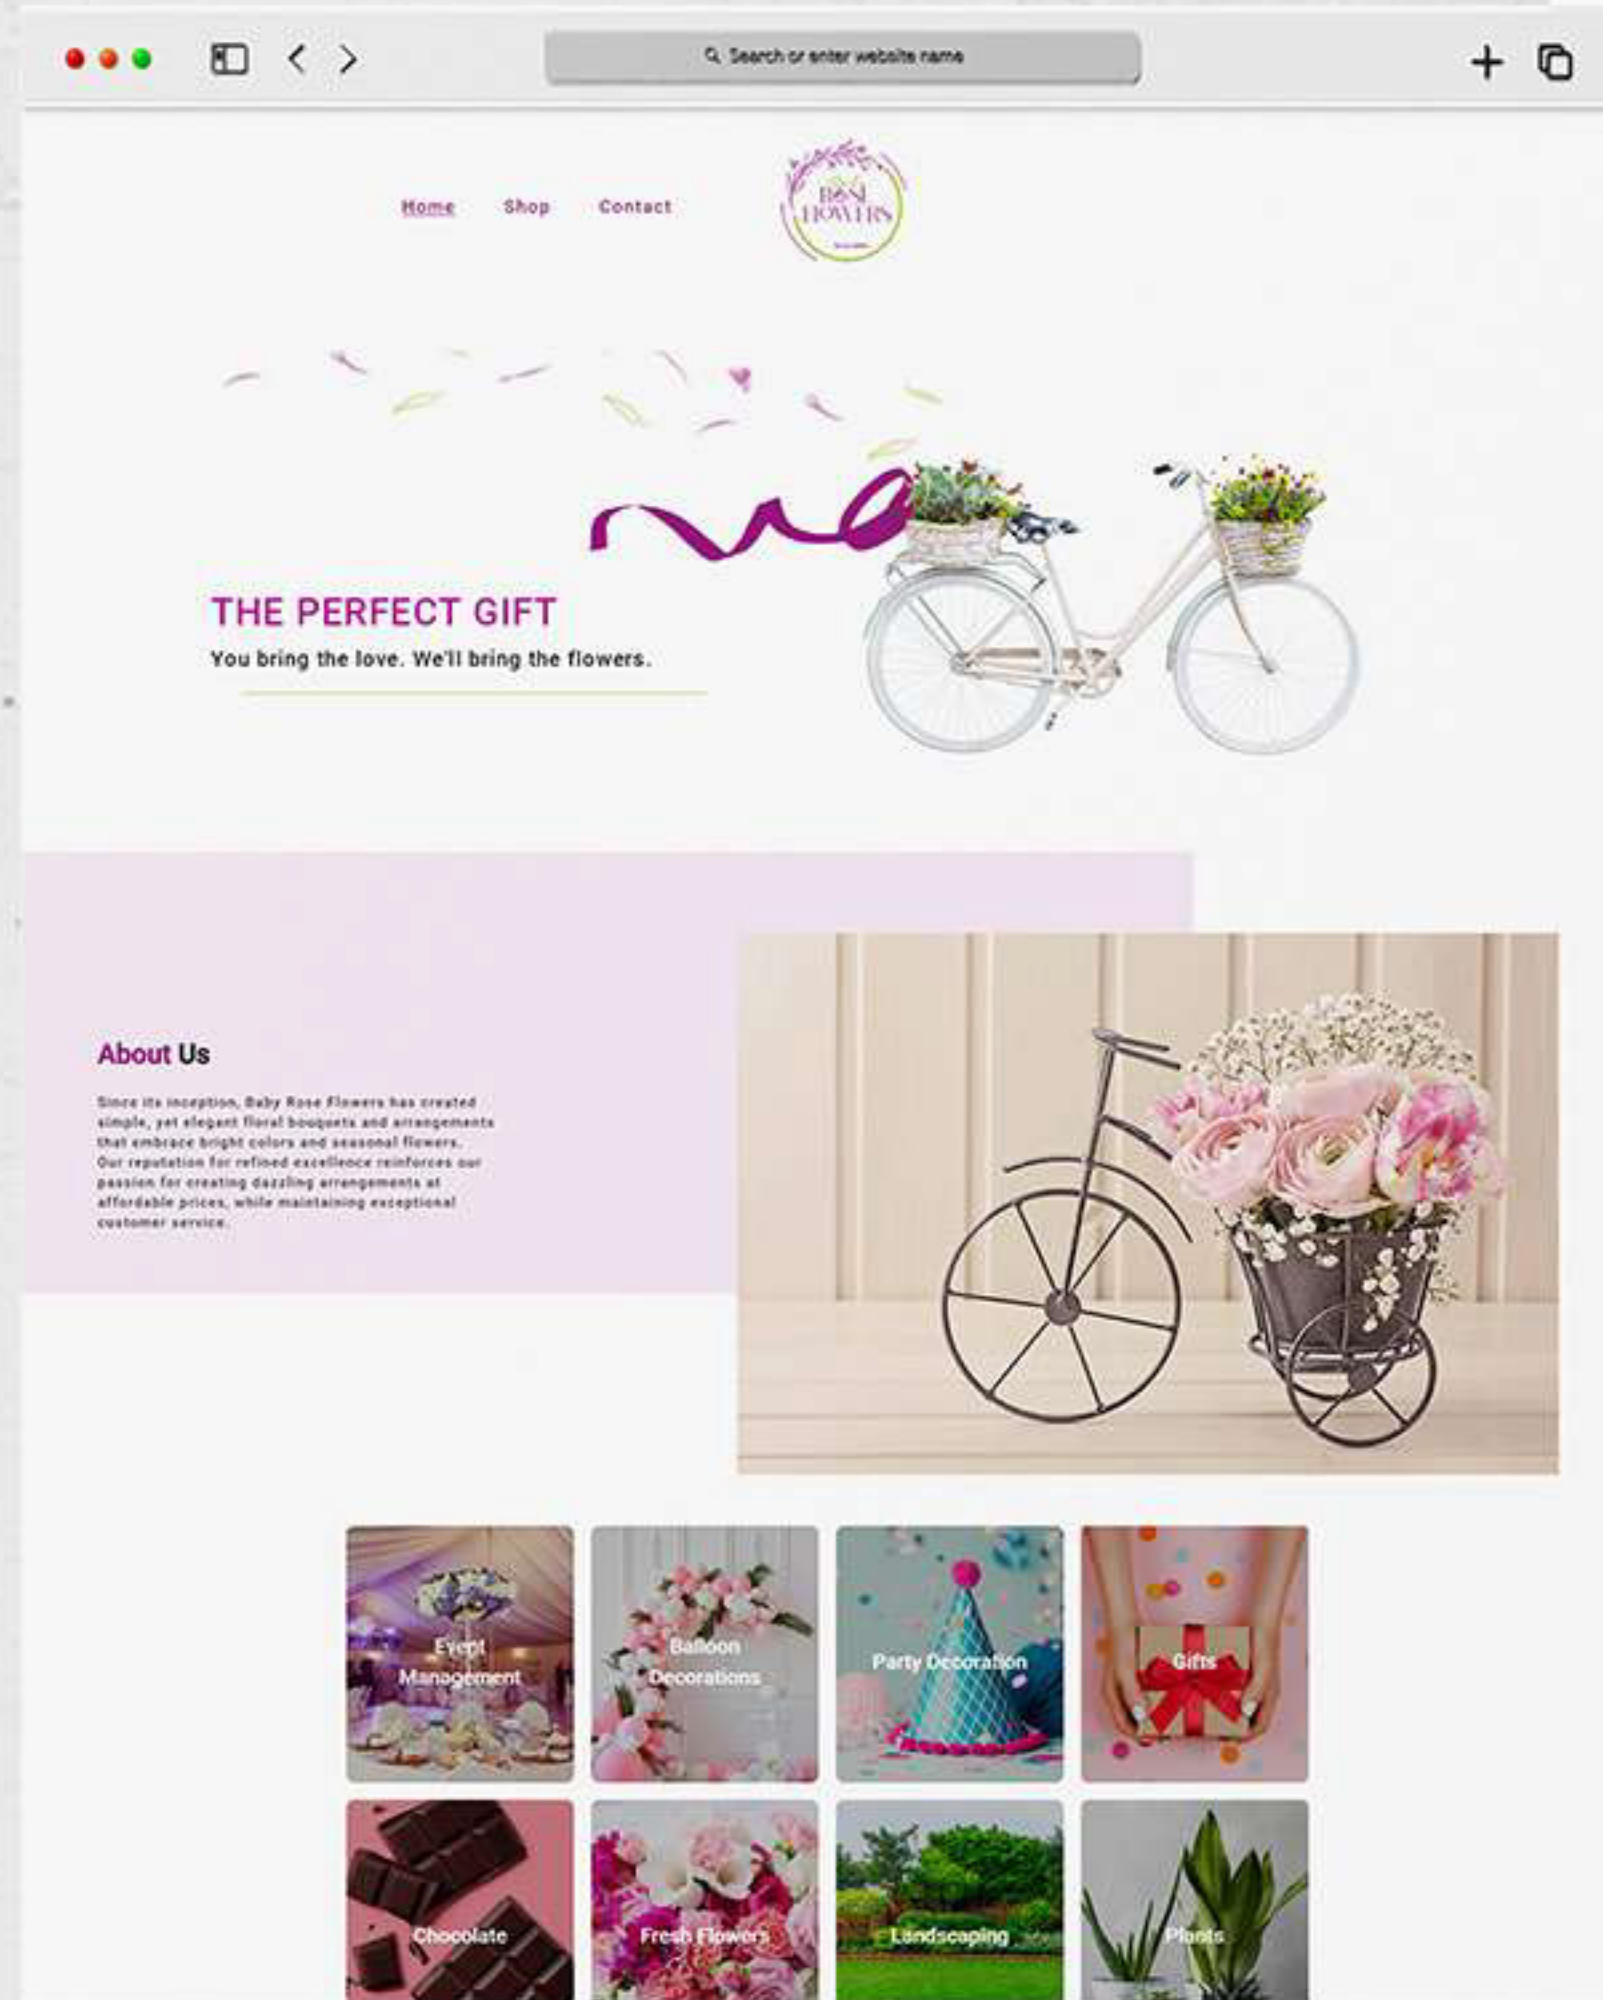 Search or enter website name
Home Shop Contact
ROSE
FLOWERS
THE PERFECT GIFT
You bring the love. We'll bring the flowers.
About Us
Since its inception, Baby Rose Flowers has created
simple, yet elegant floral bouquets and arrangements
that embrace bright colors and seasonal flowers.
Our reputation for refined excellence reinforces our
passion for creating dazzling arrangements at
affordable prices, while maintaining exceptional
customer service.
Event
Management
Balloon
Decorations
Party Decoration
Gifts
Chocolate
Fresh Flowers
Landscaping
Plants